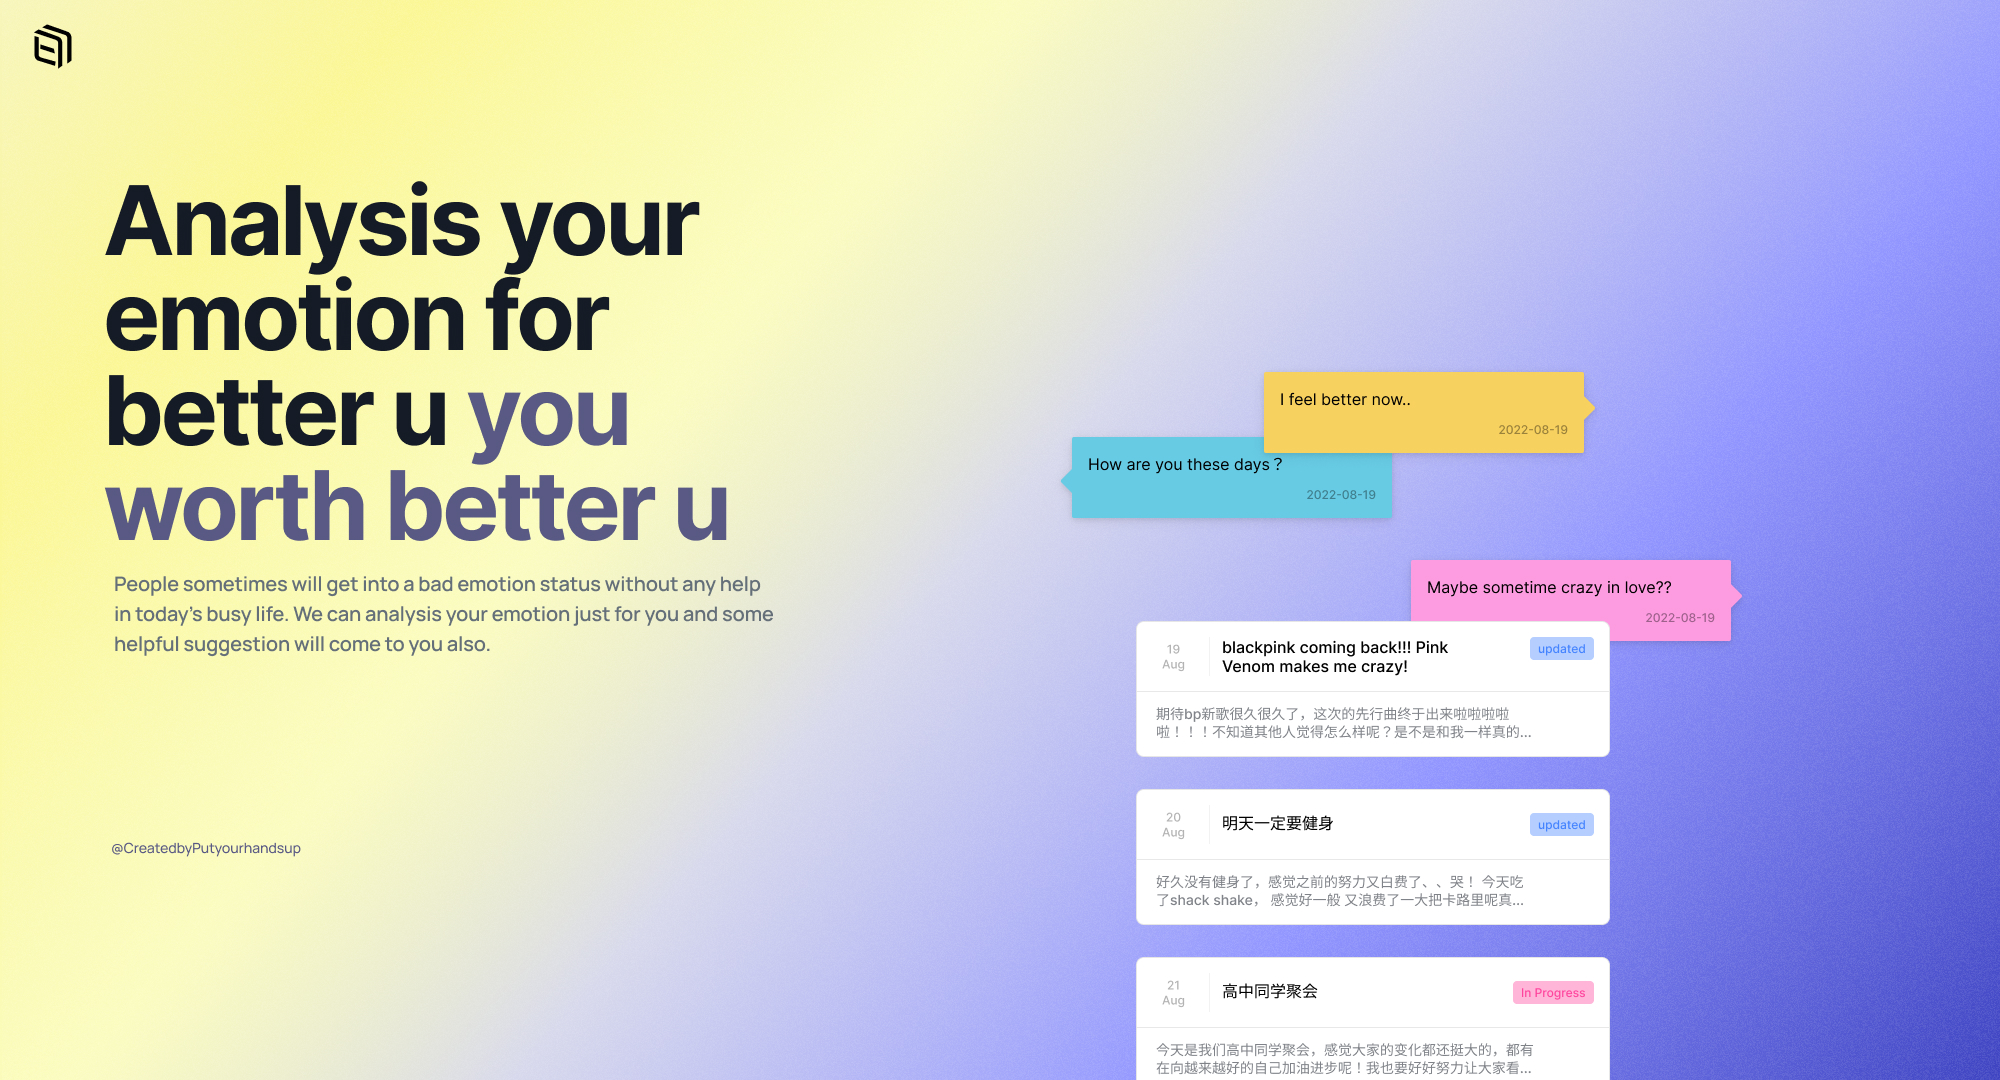 Analysis your
emotion for
better u you
worth better u
People sometimes will get into a bad emotion status without any help
in today's busy life. We can analysis your emotion just for you and some
helpful suggestion will come to you also.
@CreatedbyPutyourhandsup
I feel better now..
2022-08-19
How are you these days ?
2022-08-19
Maybe sometime crazy in love??
2022-08-19
19
Aug
blackpink coming back!!! Pink
Venom makes me crazy!
updated
期待bp新歌很久很久了，这次的先行曲终于出来啦啦啦啦
啦！！！不知道其他人觉得怎么样呢？是不是和我一样真的...
20
Aug
明天一定要健身
updated
好久没有健身了，感觉之前的努力又白费了、、哭！ 今天吃
了shack shake， 感觉好一般 又浪费了一大把卡路里呢真...
21
Aug
高中同学聚会
In Progress
今天是我们高中同学聚会，感觉大家的变化都还挺大的，都有
在向越来越好的自己加油进步呢！我也要好好努力让大家看...